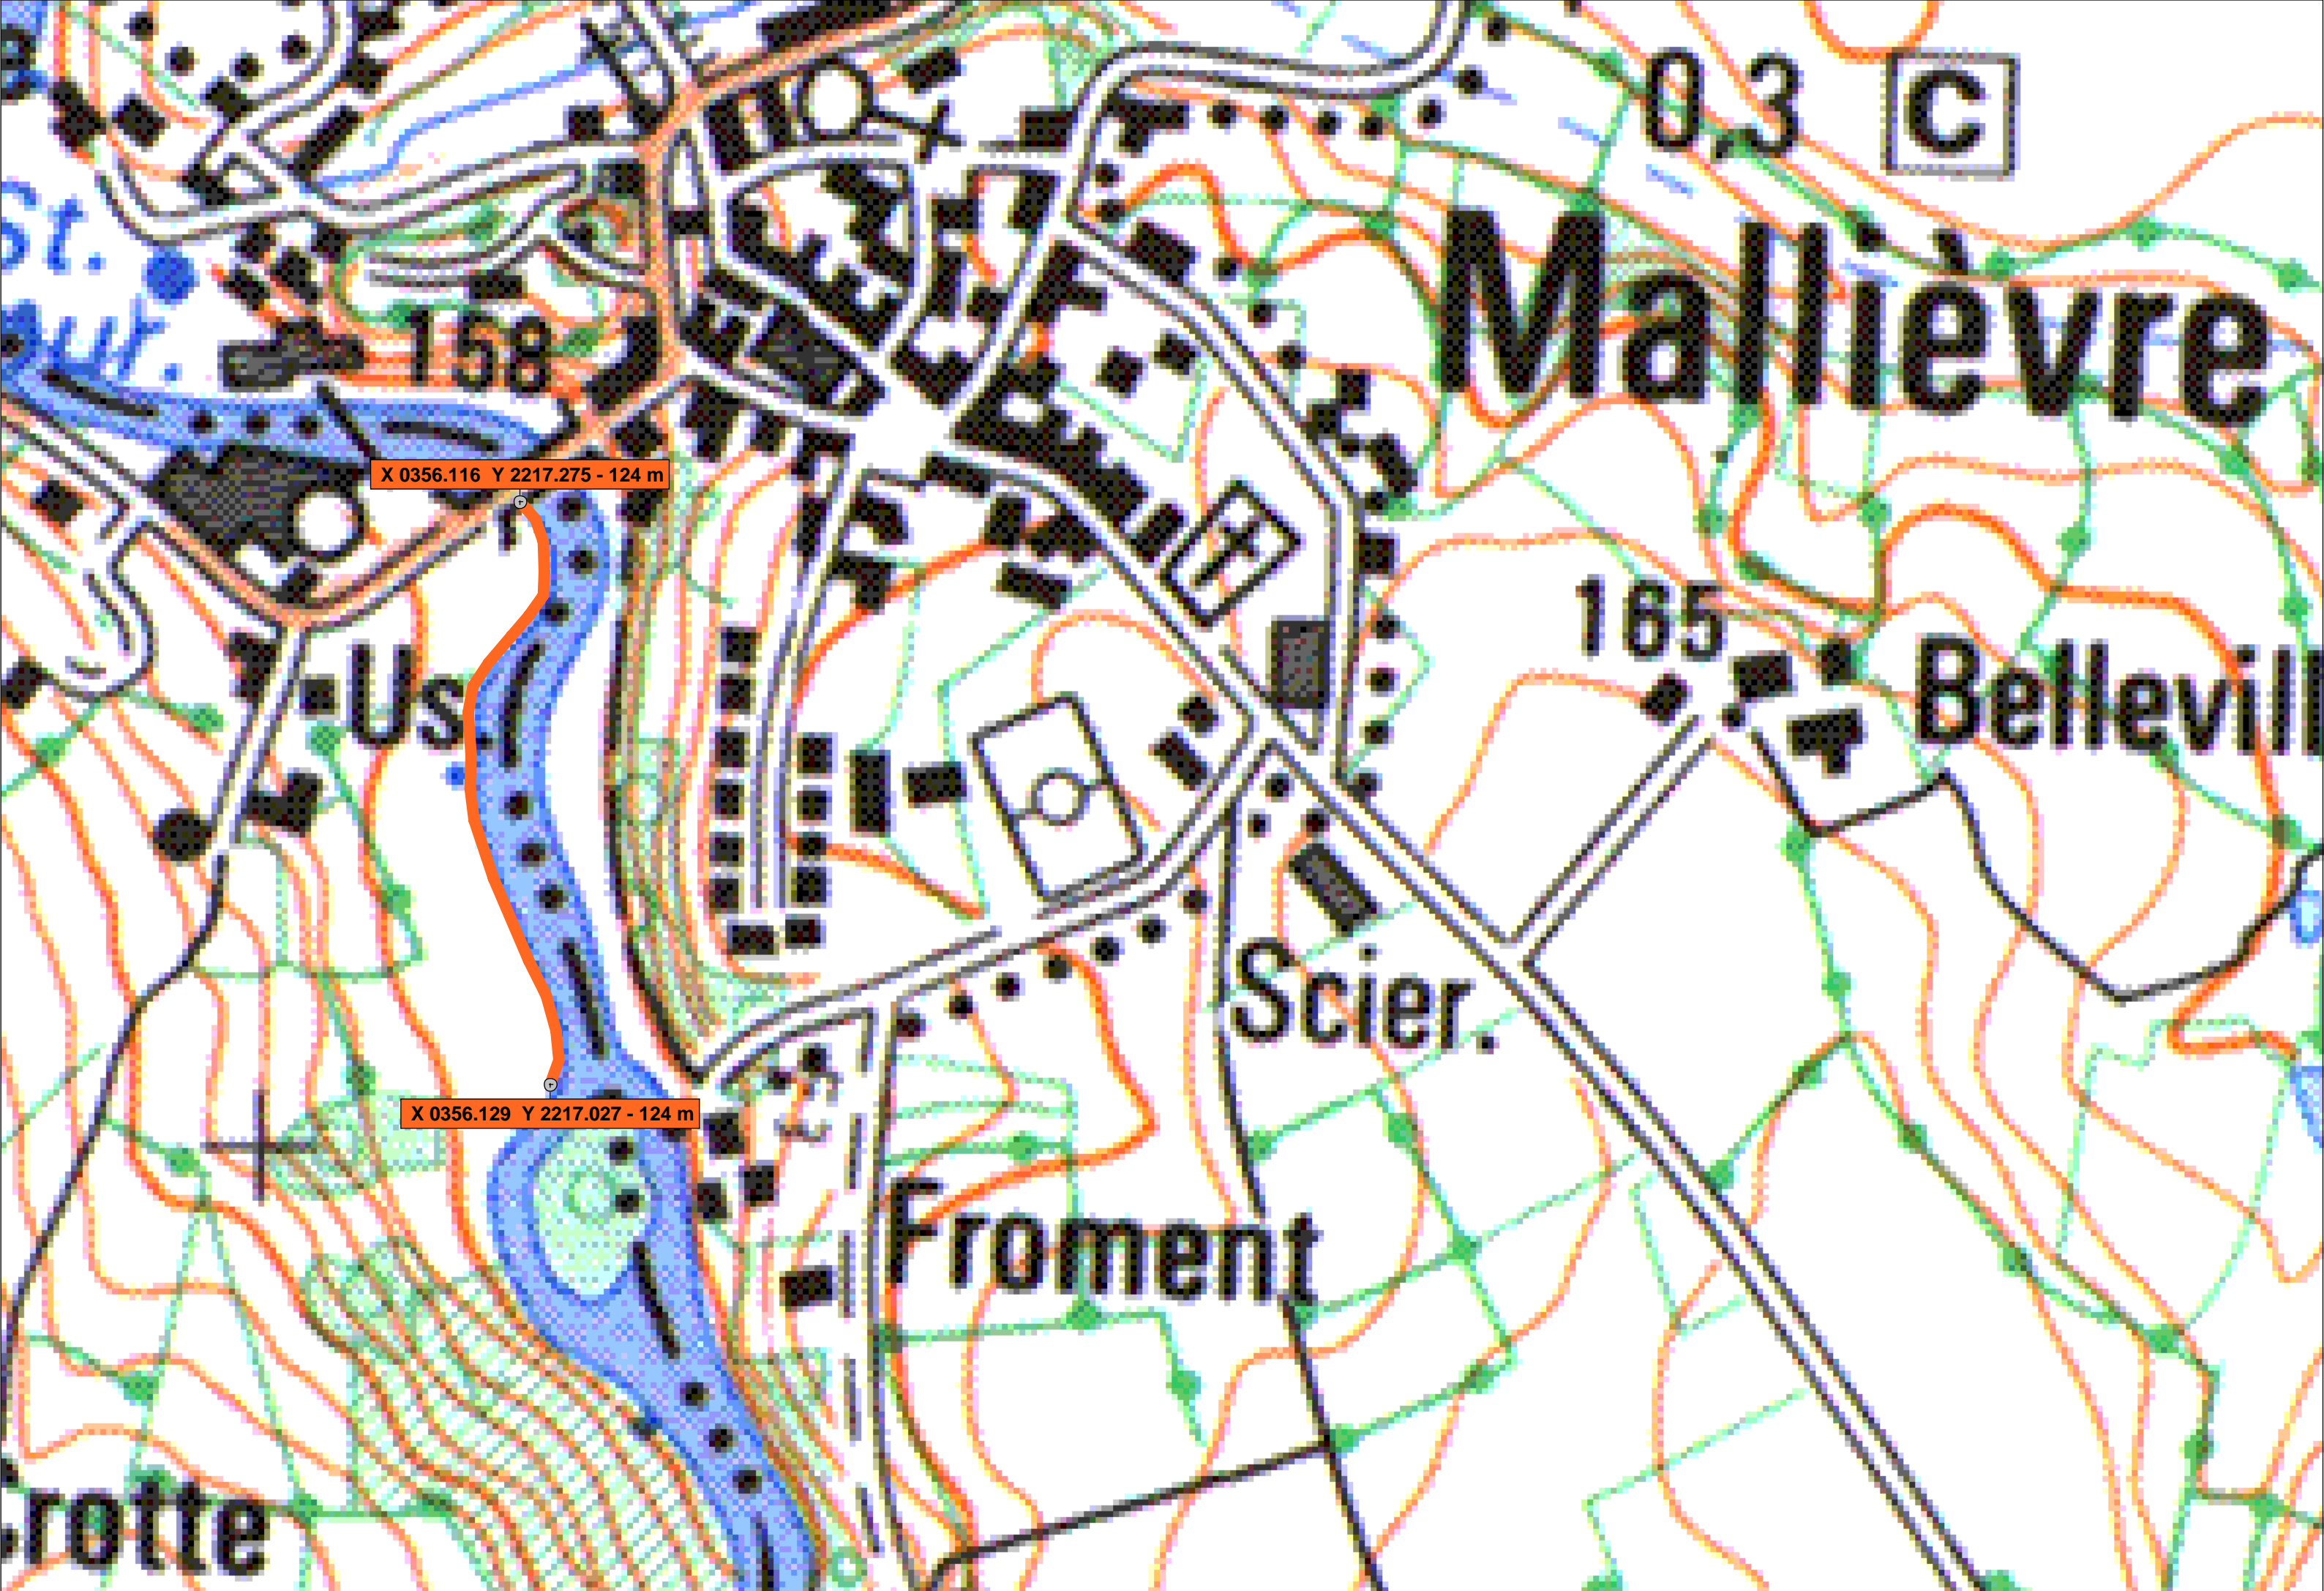 0,3 C
St.
Mallièvre
158
X 0356.116 Y 2217.275 - 124 m
165
Us.
Bellevill
Scier.
X 0356.129 Y 2217.027 - 124 m
Froment
rotte